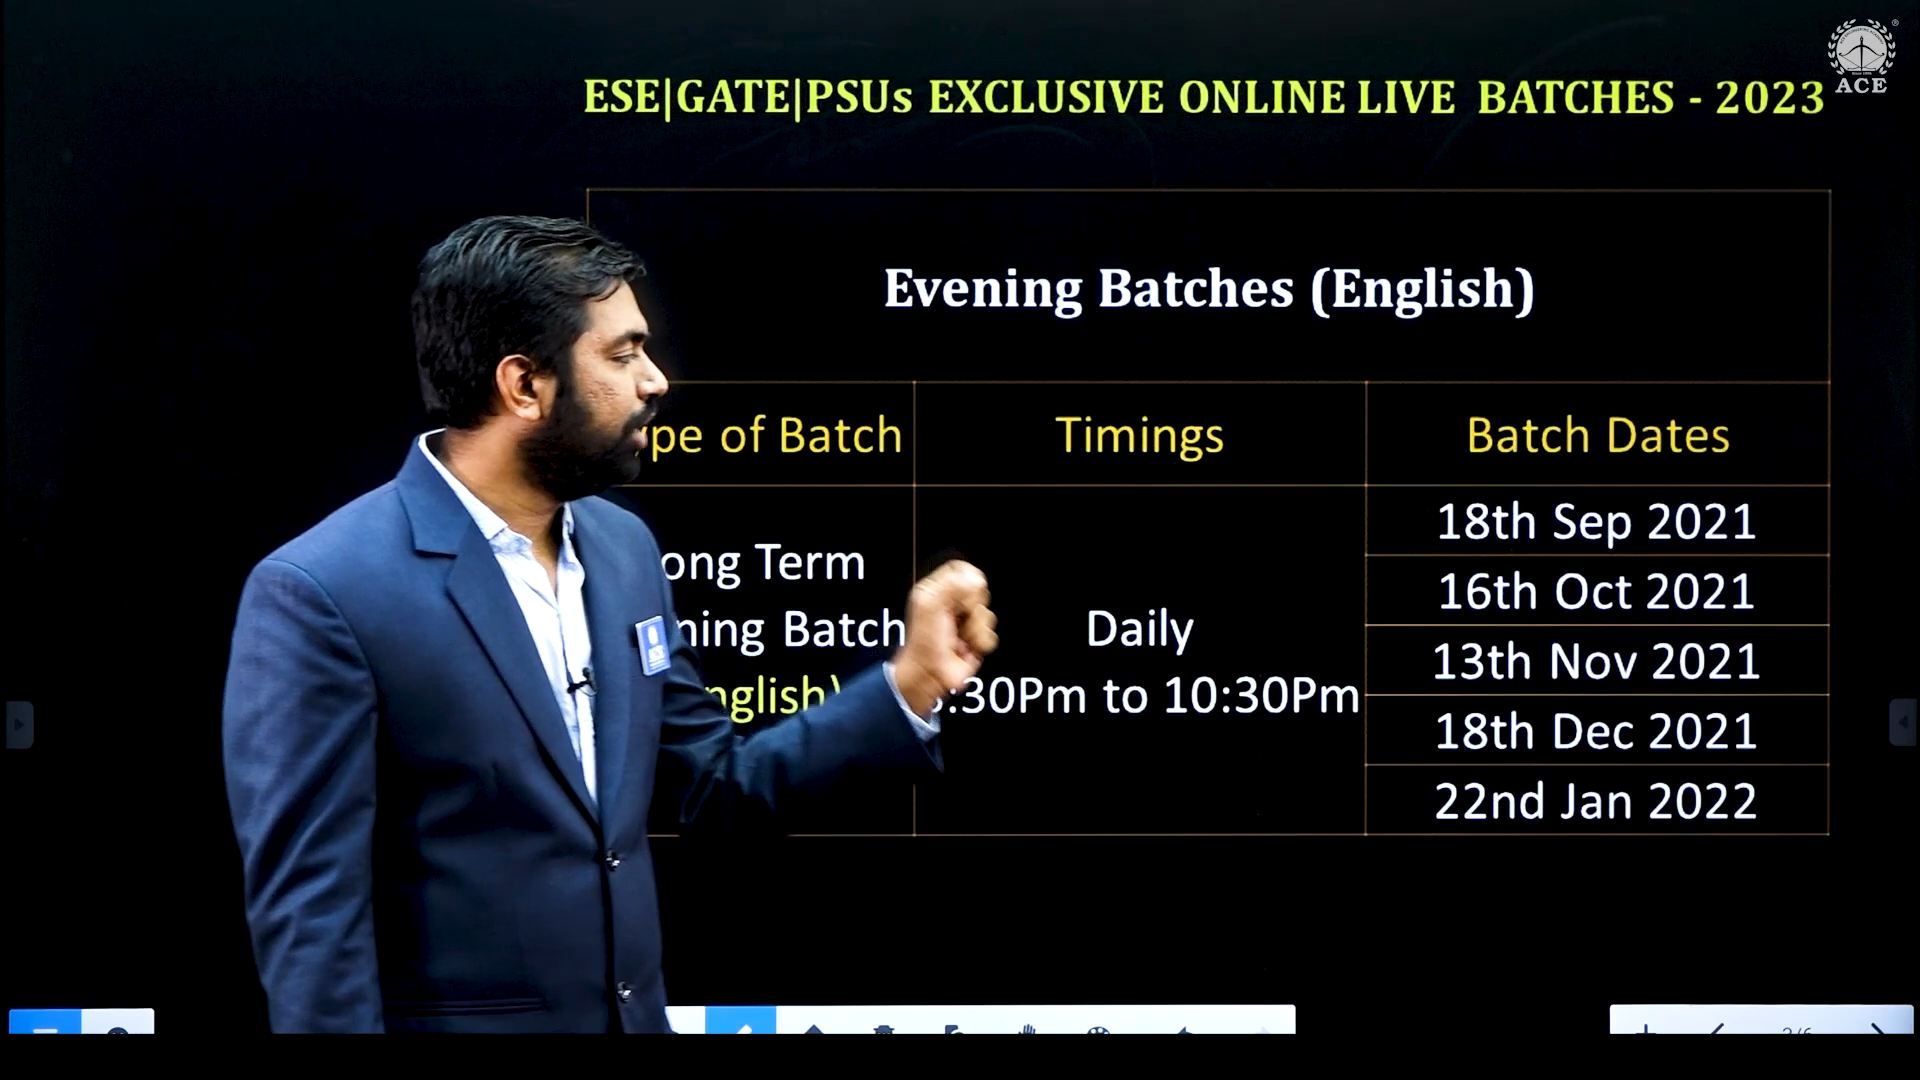 ACE
ESE|GATE|PSUs EXCLUSIVE ONLINE LIVE BATCHES - 2023
Evening Batches (English)
ype of Batch
Timings
Batch Dates
ong Term
ning Batch
nglish)
Daily
:30Pm to 10:30Pm
18th Sep 2021
16th Oct 2021
13th Nov 2021
18th Dec 2021
22nd Jan 2022
ACE